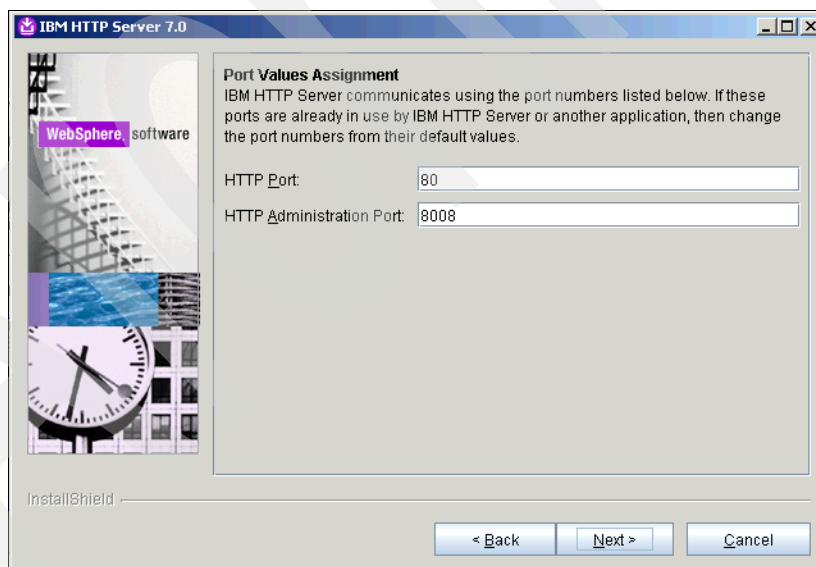 IBM HTTP Server 7.0
WebSphere software
Port Values Assignment
IBM HTTP Server communicates using the port numbers listed below. If these
ports are already in use by IBM HTTP Server or another application, then change
the port numbers from their default values.
HTTP Port: 80
HTTP Administration Port: 8008
InstallShield
< Back Next > Cancel